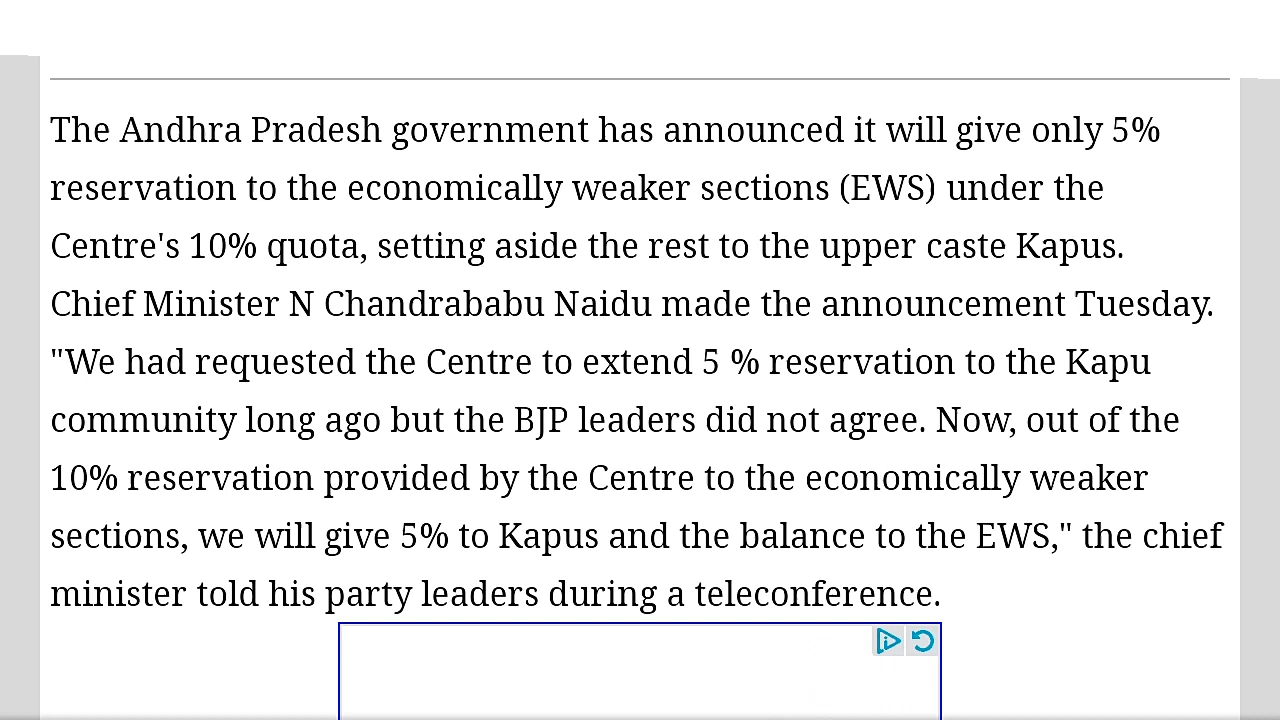 The Andhra Pradesh government has announced it will give only 5%
reservation to the economically weaker sections (EWS) under the
Centre's 10% quota, setting aside the rest to the upper caste Kapus.
Chief Minister N Chandrababu Naidu made the announcement Tuesday.
"We had requested the Centre to extend 5 % reservation to the Kapu
community long ago but the BJP leaders did not agree. Now, out of the
10% reservation provided by the Centre to the economically weaker
sections, we will give 5% to Kapus and the balance to the EWS," the chief
minister told his party leaders during a teleconference.